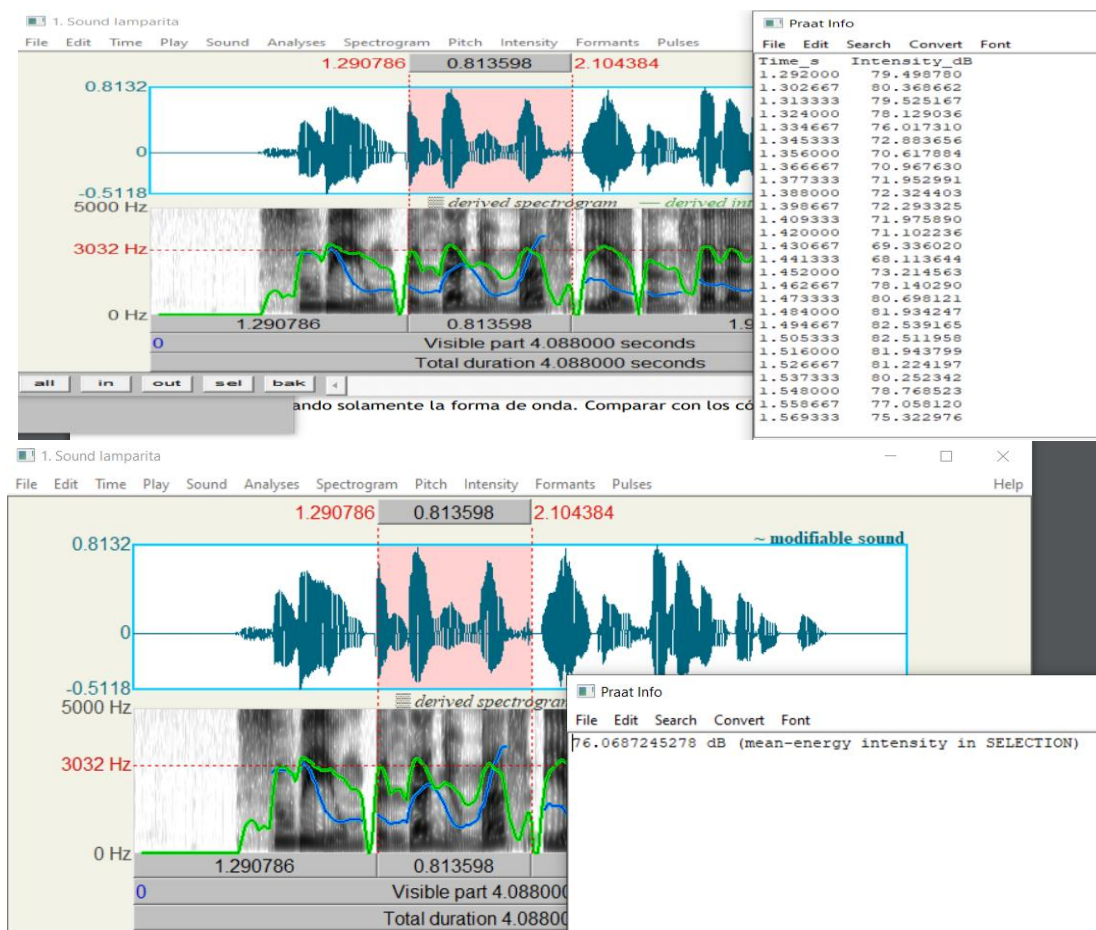 1. Sound lamparita
File Edit Time Play Sound Analyses Spectrogram Pitch Intensity Formants Pulses
1.290786 0.813598 2.104384
0.8132
0
-0.5118
5000 Hz
derived spectrogram derived int
3032 Hz
0 Hz
1.290786 0.813598 1.9
0 Visible part 4.088000 seconds
Total duration 4.088000 seconds
all in out sel bak
ando solamente la forma de onda. Comparar con los có
Praat Info
File Edit Search Convert Font
Time_s Intensity_dB
1.292000 79.498780
1.302667 80.368662
1.313333 79.525167
1.324000 78.129036
1.334667 76.017310
1.345333 72.883656
1.356000 70.617884
1.366667 70.967630
1.377333 71.952991
1.388000 72.324403
1.398667 72.293325
1.409333 71.975890
1.420000 71.102236
1.430667 69.336020
1.441333 68.113644
1.452000 73.214563
1.462667 78.140290
1.473333 80.698121
1.484000 81.934247
1.494667 82.539165
1.505333 82.511958
1.516000 81.943799
1.526667 81.224197
1.537333 80.252342
1.548000 78.768523
1.558667 77.058120
1.569333 75.322976
1. Sound lamparita
File Edit Time Play Sound Analyses Spectrogram Pitch Intensity Formants Pulses Help
1.290786 0.813598 2.104384
0.8132 ~ modifiable sound
0
-0.5118
5000 Hz
derived spectrogram
3032 Hz
0 Hz
1.290786 0.813598
0 Visible part 4.088000
Total duration 4.08800
Praat Info
File Edit Search Convert Font
76.0687245278 dB (mean-energy intensity in SELECTION)